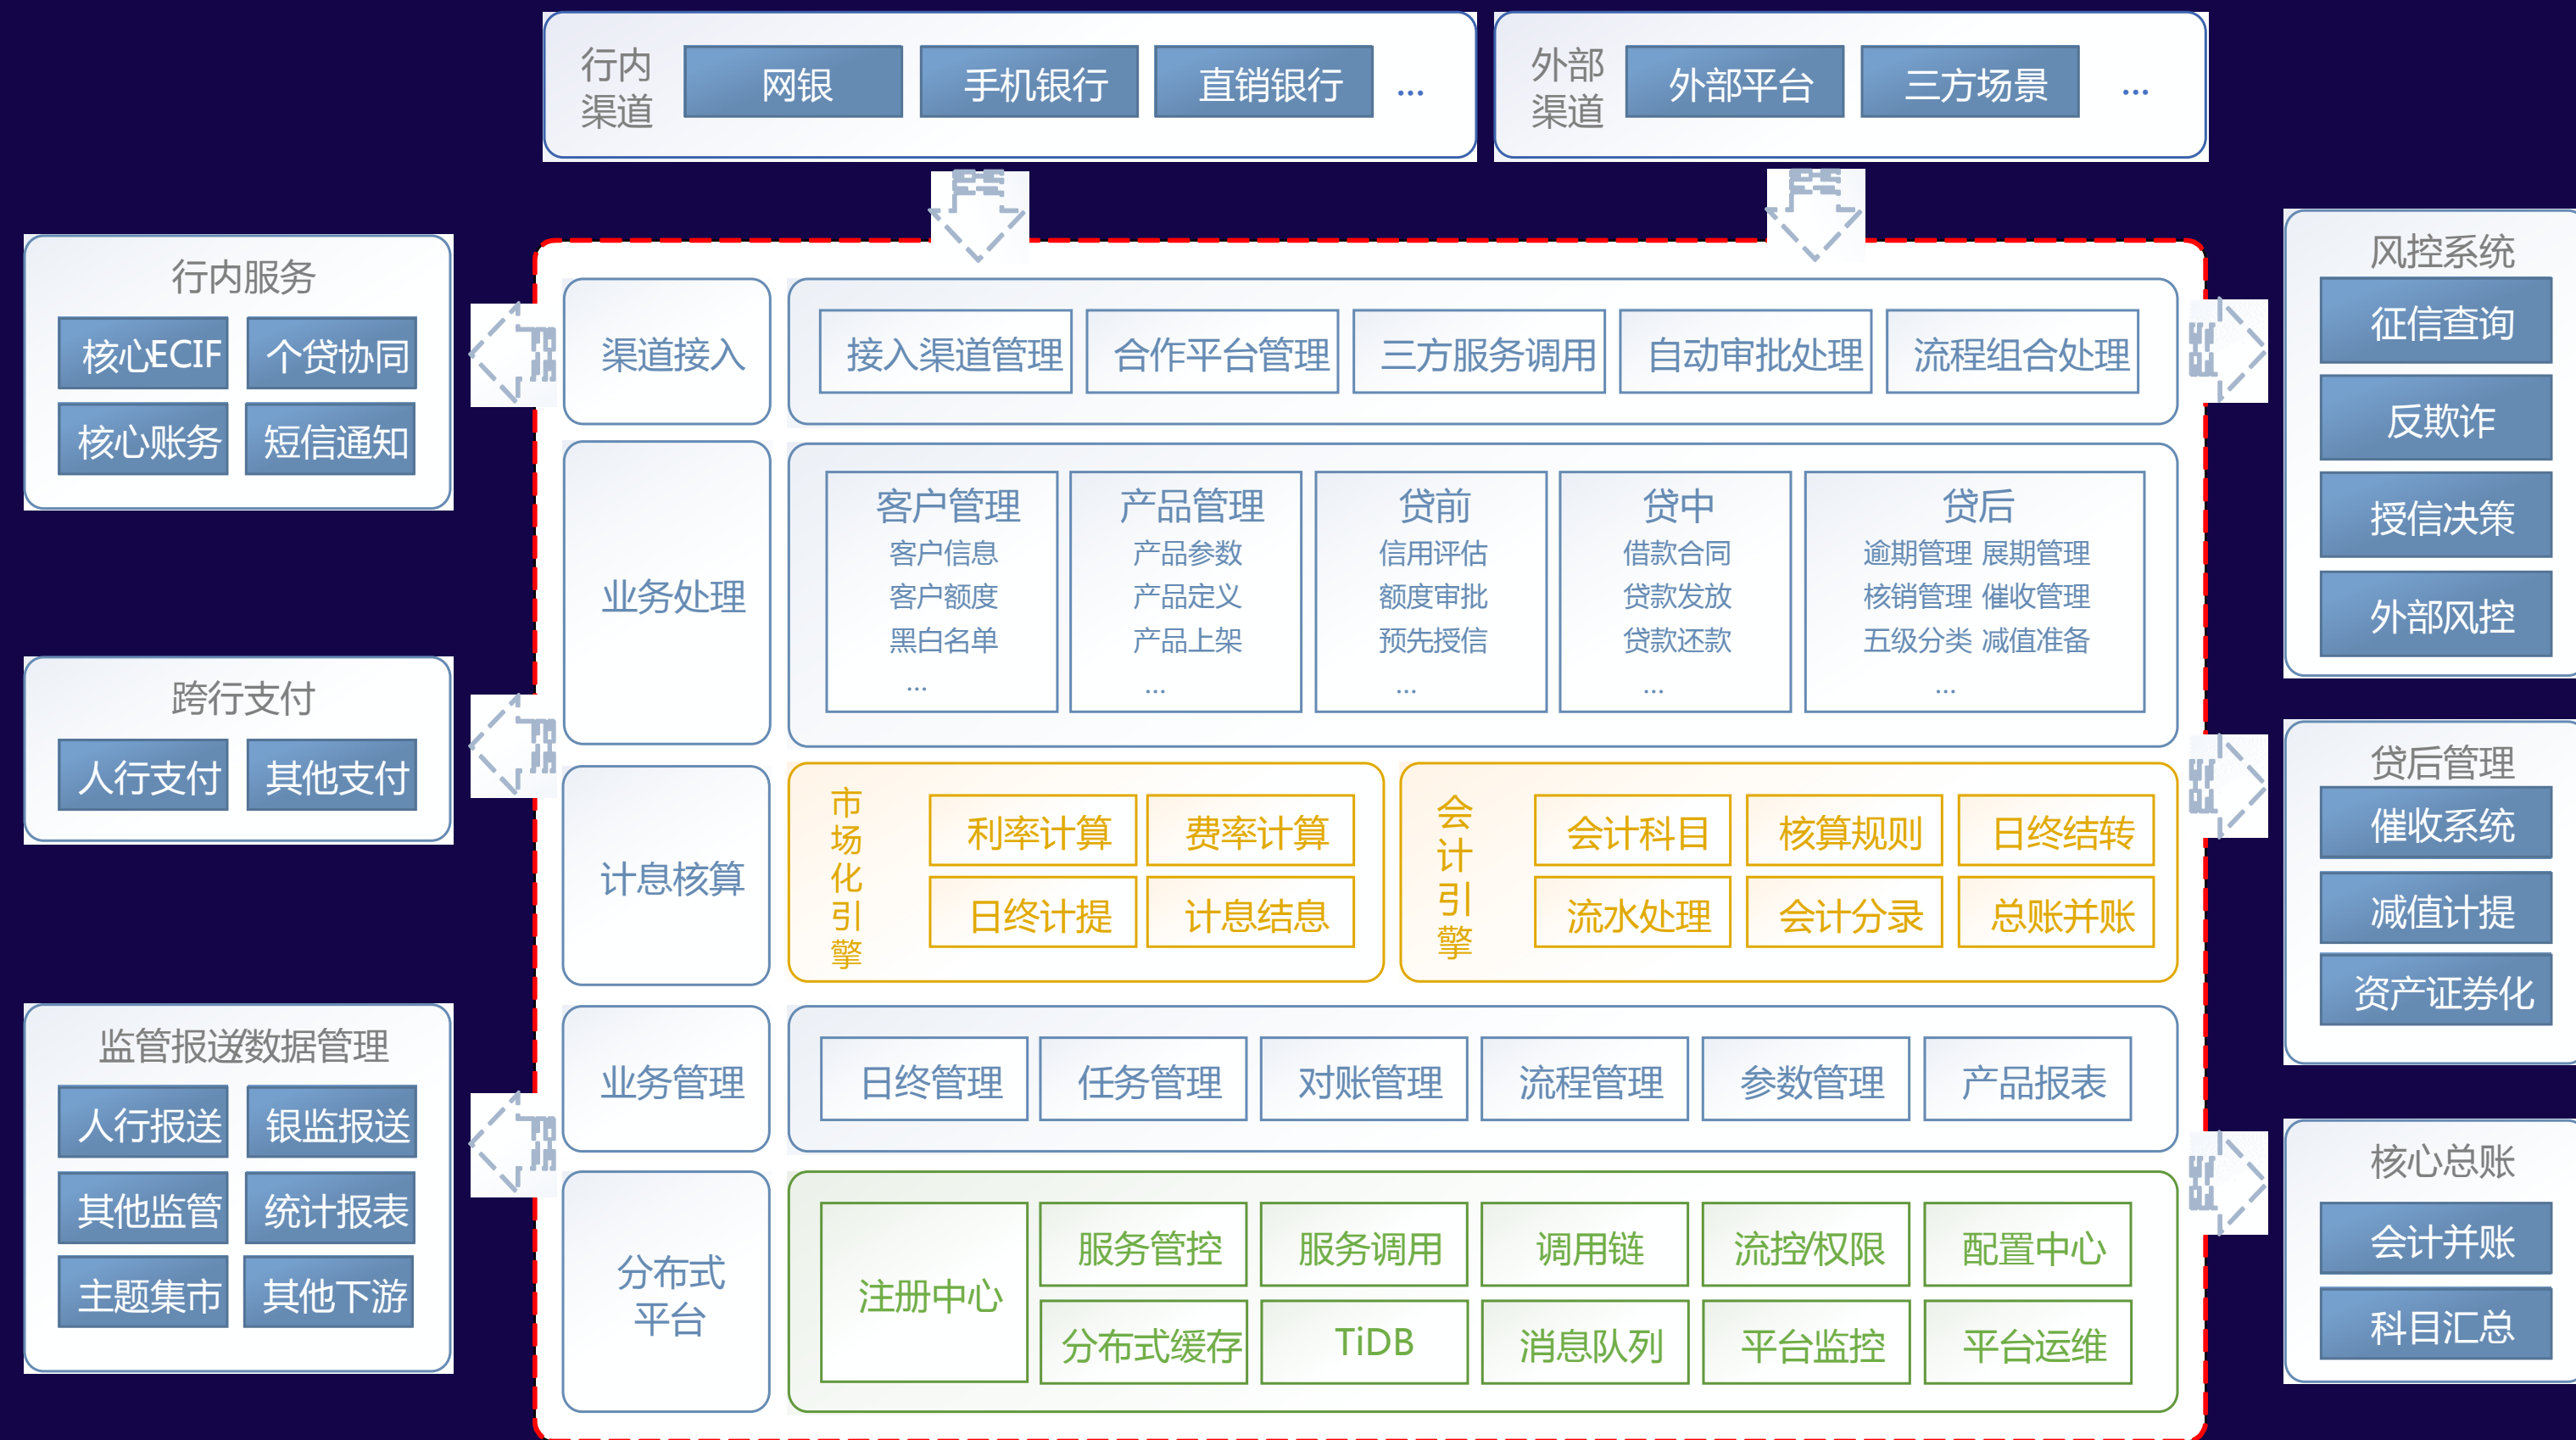 行内
渠道
网银
手机银行
直销银行
...
外部
渠道
外部平台
三方场景
...
行内服务
核心ECIF
个贷协同
核心账务
短信通知
跨行支付
人行支付
其他支付
监管报送/数据管理
人行报送
银监报送
其他监管
统计报表
主题集市
其他下游
渠道接入
接入渠道管理
合作平台管理
三方服务调用
自动审批处理
流程组合处理
业务处理
客户管理
客户信息
客户额度
黑白名单
...
产品管理
产品参数
产品定义
产品上架
...
贷前
信用评估
额度审批
预先授信
...
贷中
借款合同
贷款发放
贷款还款
...
贷后
逾期管理 展期管理
核销管理 催收管理
五级分类 减值准备
...
计息核算
市场化引擎
利率计算
费率计算
日终计提
计息结息
会计引擎
会计科目
核算规则
日终结转
流水处理
会计分录
总账并账
业务管理
日终管理
任务管理
对账管理
流程管理
参数管理
产品报表
分布式
平台
注册中心
服务管控
服务调用
调用链
流控/权限
配置中心
分布式缓存
TiDB
消息队列
平台监控
平台运维
风控系统
征信查询
反欺诈
授信决策
外部风控
贷后管理
催收系统
减值计提
资产证券化
核心总账
会计并账
科目汇总